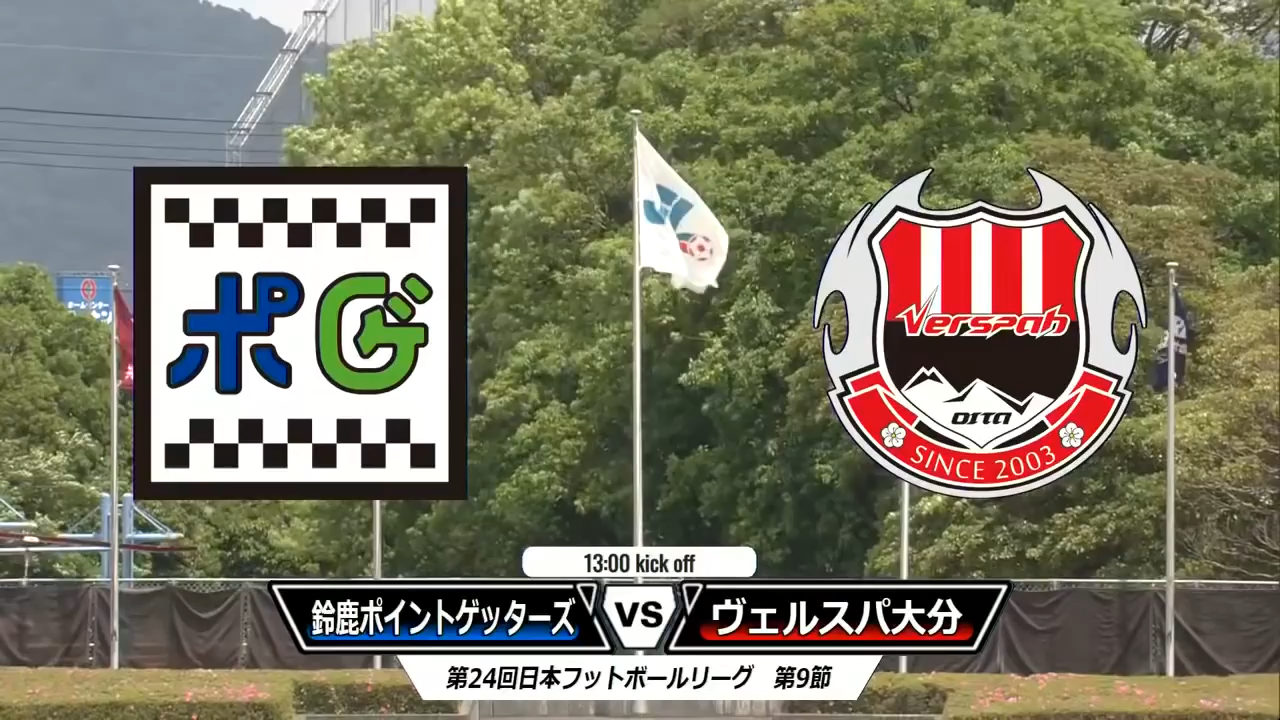 ポゲ
Verspah
OITA
SINCE 2003
13:00 kick off
鈴鹿ポイントゲッターズ
VS
ヴェルスパ大分
第24回日本フットボールリーグ 第9節